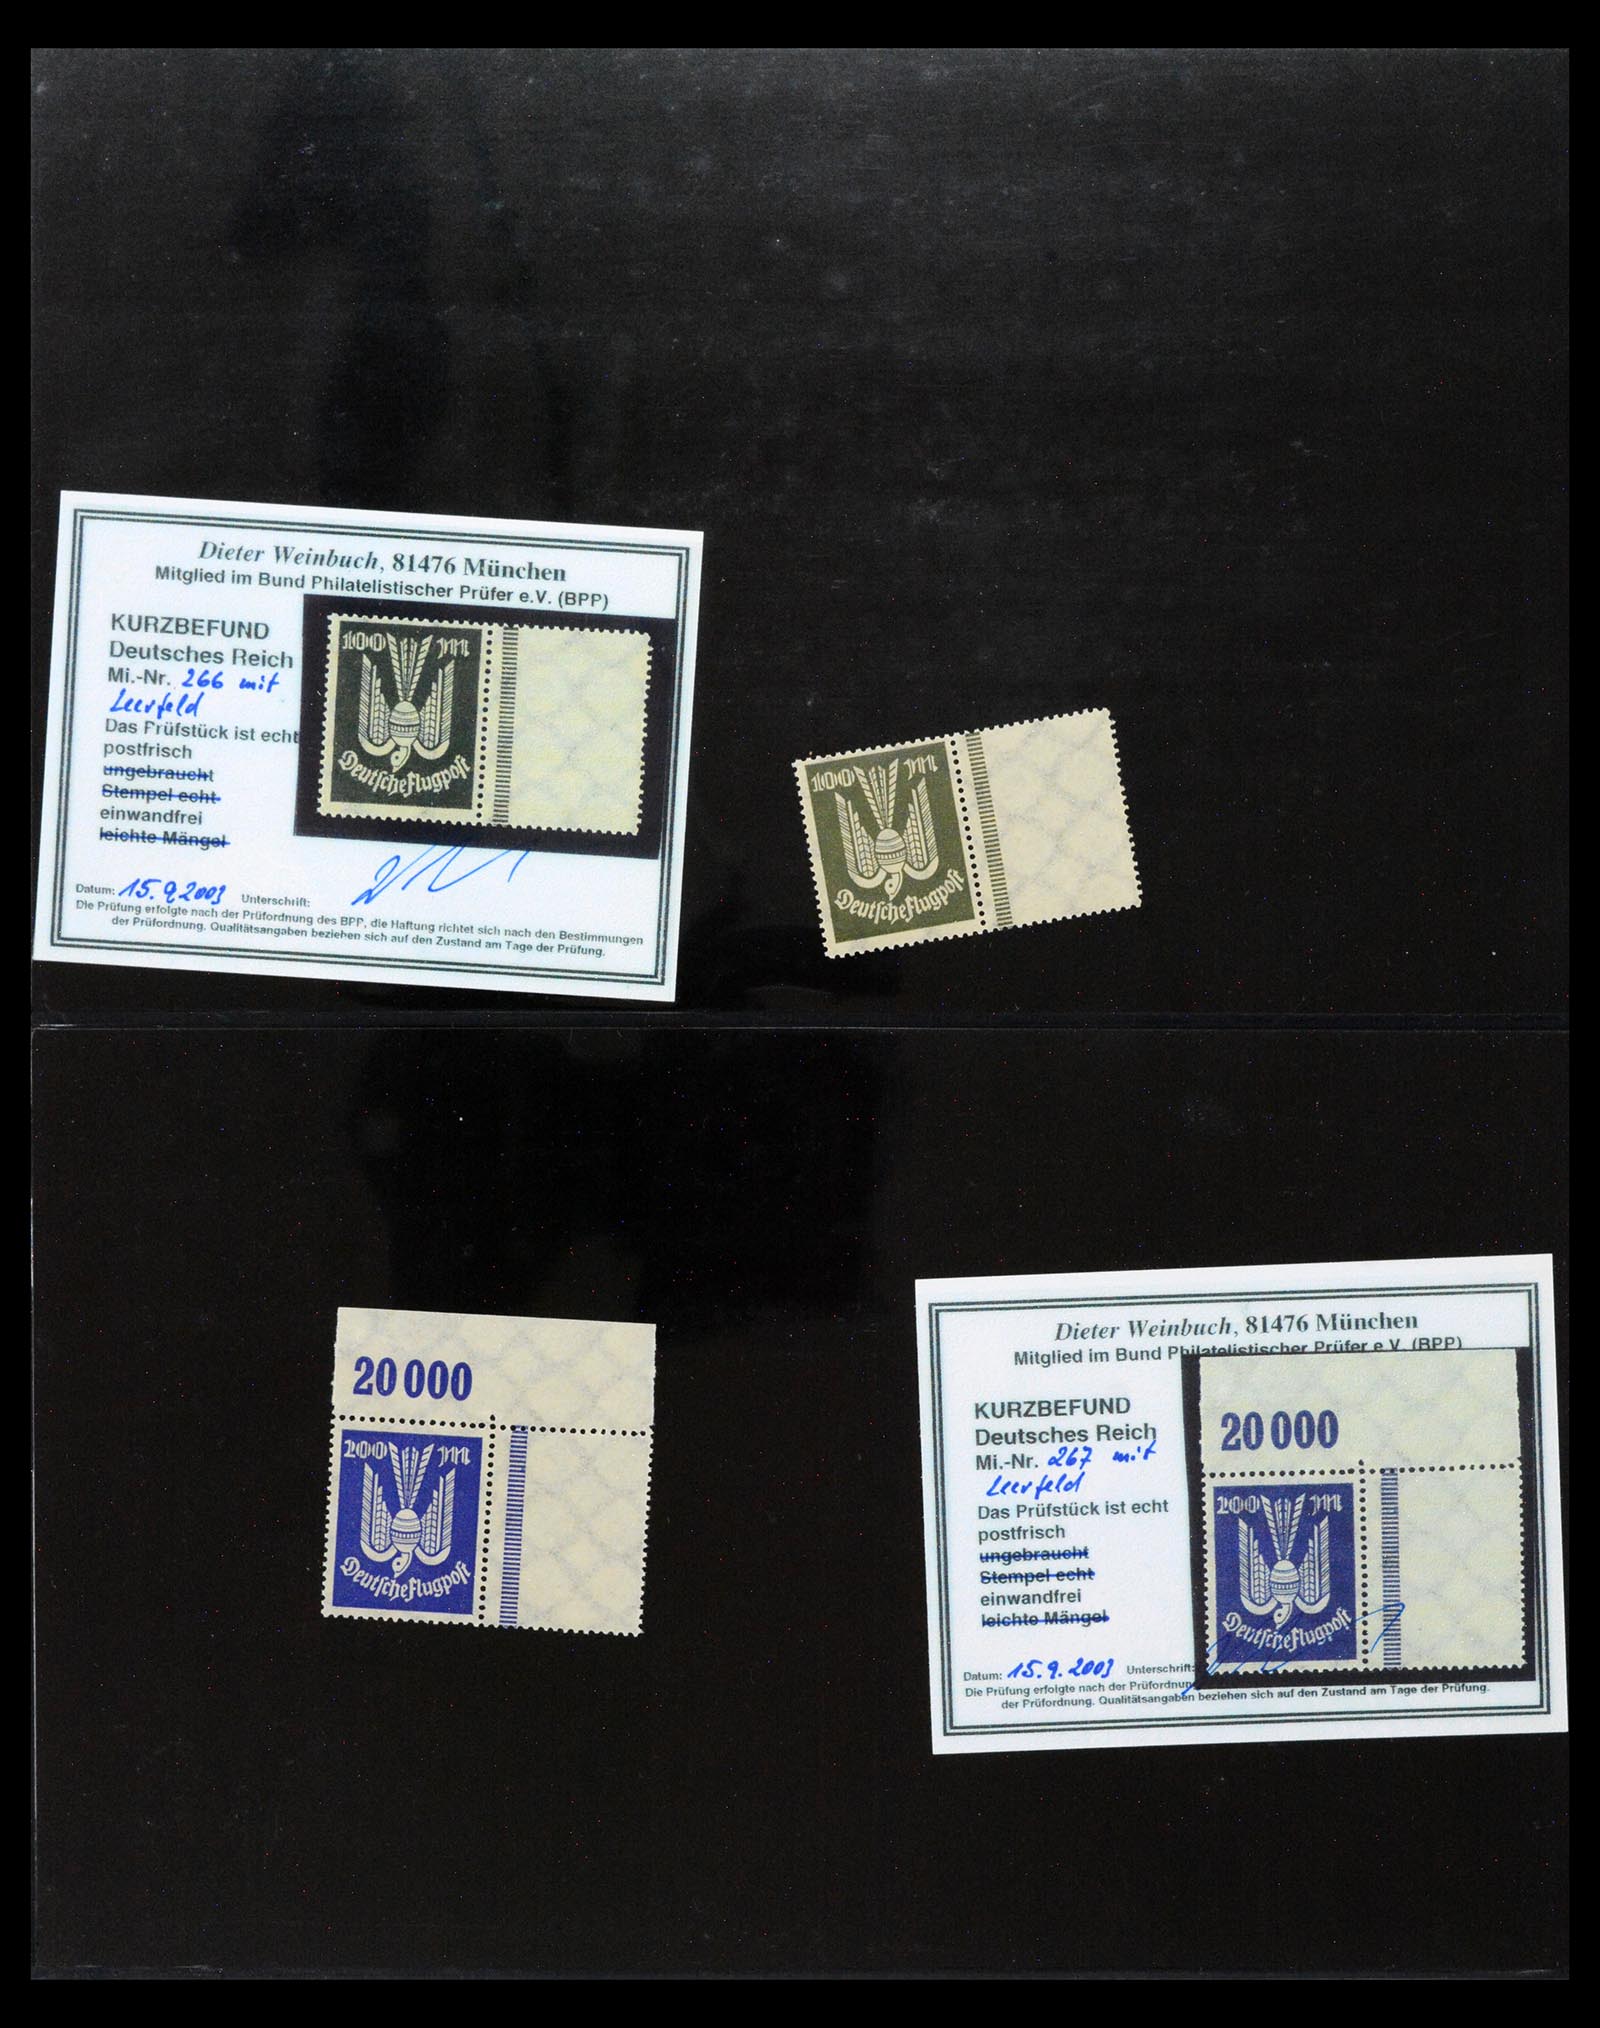 Dieter Weinbuch, 81476 München
Mitglied im Bund Philatelistischer Prüfer e.V. (BPP)
KURZBEFUND
Deutsches Reich
Mi.-Nr. 266 mit
Leerfeld
Das Prüfstück ist echt
postfrisch
ungebraucht
Stempel echt
einwandfrei
leichte Mängel
Datum: 15.9.2003 Unterschrift:
Die Prüfung erfolgte nach der Prüfordnung des BPP, die Haftung richtet sich nach den Bestimmungen
der Prüfordnung. Qualitätsangaben beziehen sich auf den Zustand am Tage der Prüfung.
100 M
Deutsche Flugpost
100 M
Deutsche Flugpost
20 000
200 M
Deutsche Flugpost
Dieter Weinbuch, 81476 München
Mitglied im Bund Philatelistischer Prüfer e.V. (BPP)
KURZBEFUND
Deutsches Reich
Mi.-Nr. 267 mit
Leerfeld
Das Prüfstück ist echt
postfrisch
ungebraucht
Stempel echt
einwandfrei
leichte Mängel
Datum: 15.9.2003 Unterschrift:
Die Prüfung erfolgte nach der Prüfordnun
der Prüfordnung. Qualitätsangaben beziehen sich auf den Zustand am Tage der Prüfung.
20 000
200 M
Deutsche Flugpost